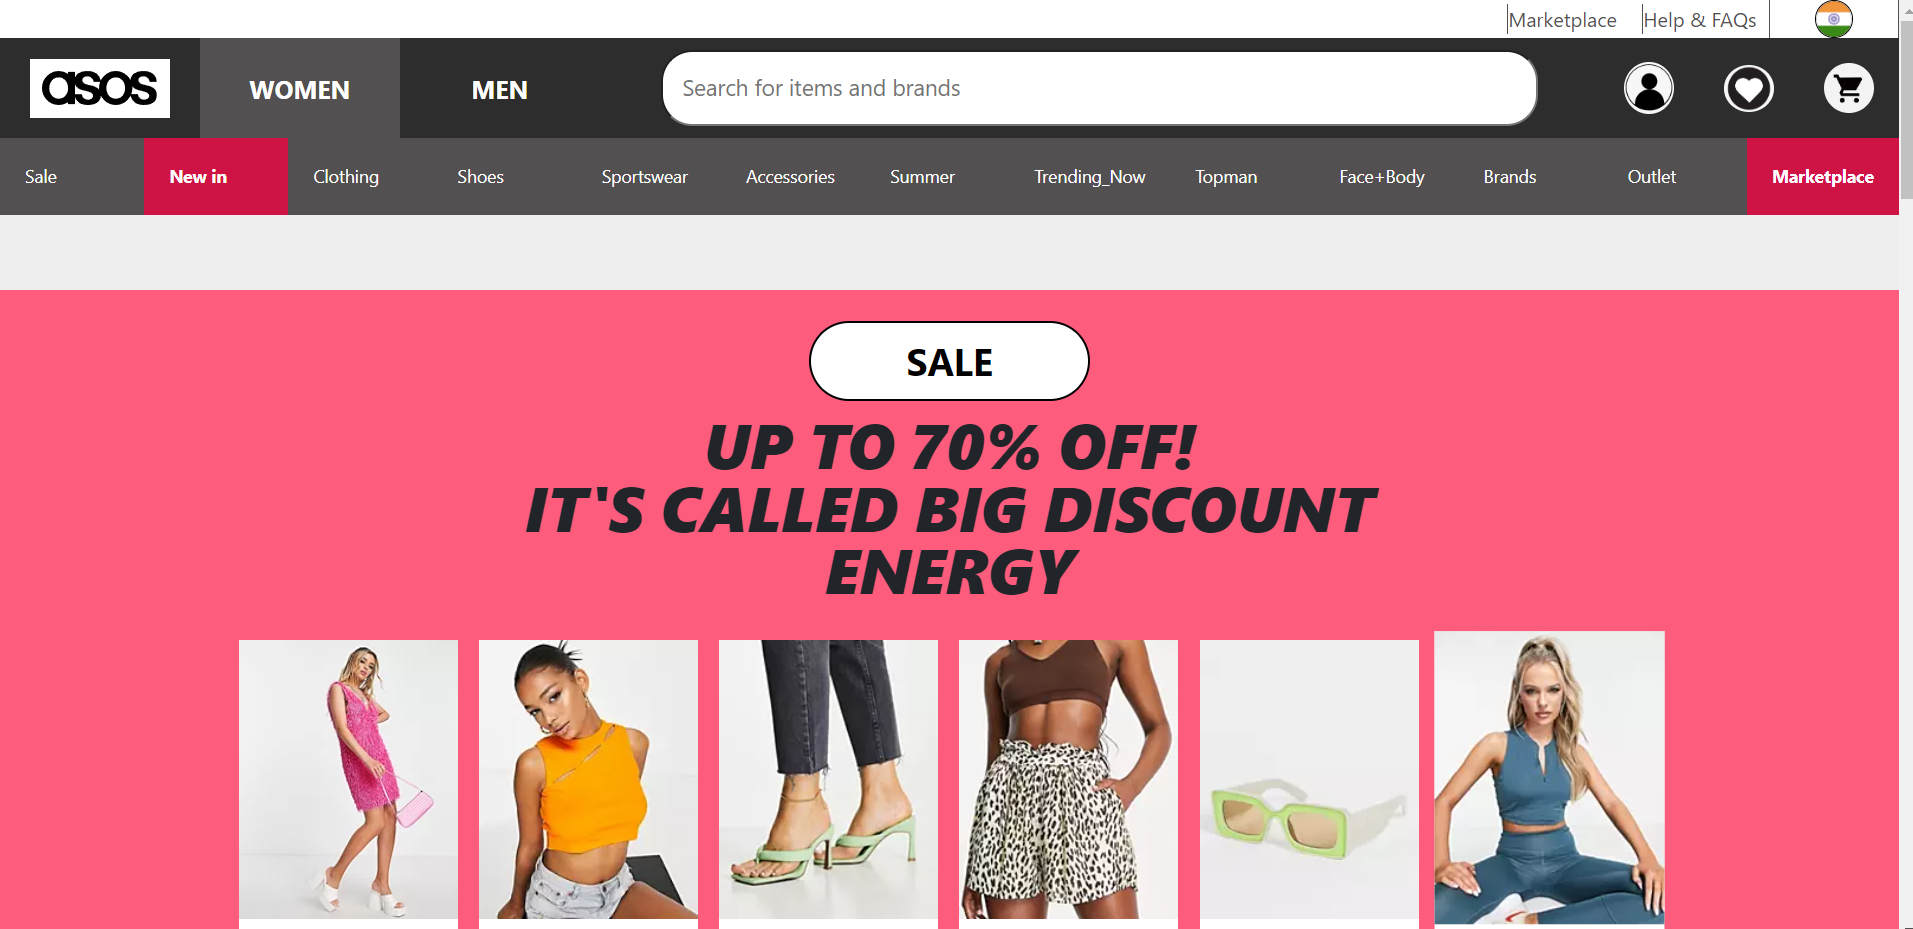 Marketplace Help & FAQs
asos WOMEN MEN Search for items and brands
Sale New in Clothing Shoes Sportswear Accessories Summer Trending_Now Topman Face+Body Brands Outlet Marketplace
SALE
UP TO 70% OFF!
IT'S CALLED BIG DISCOUNT
ENERGY